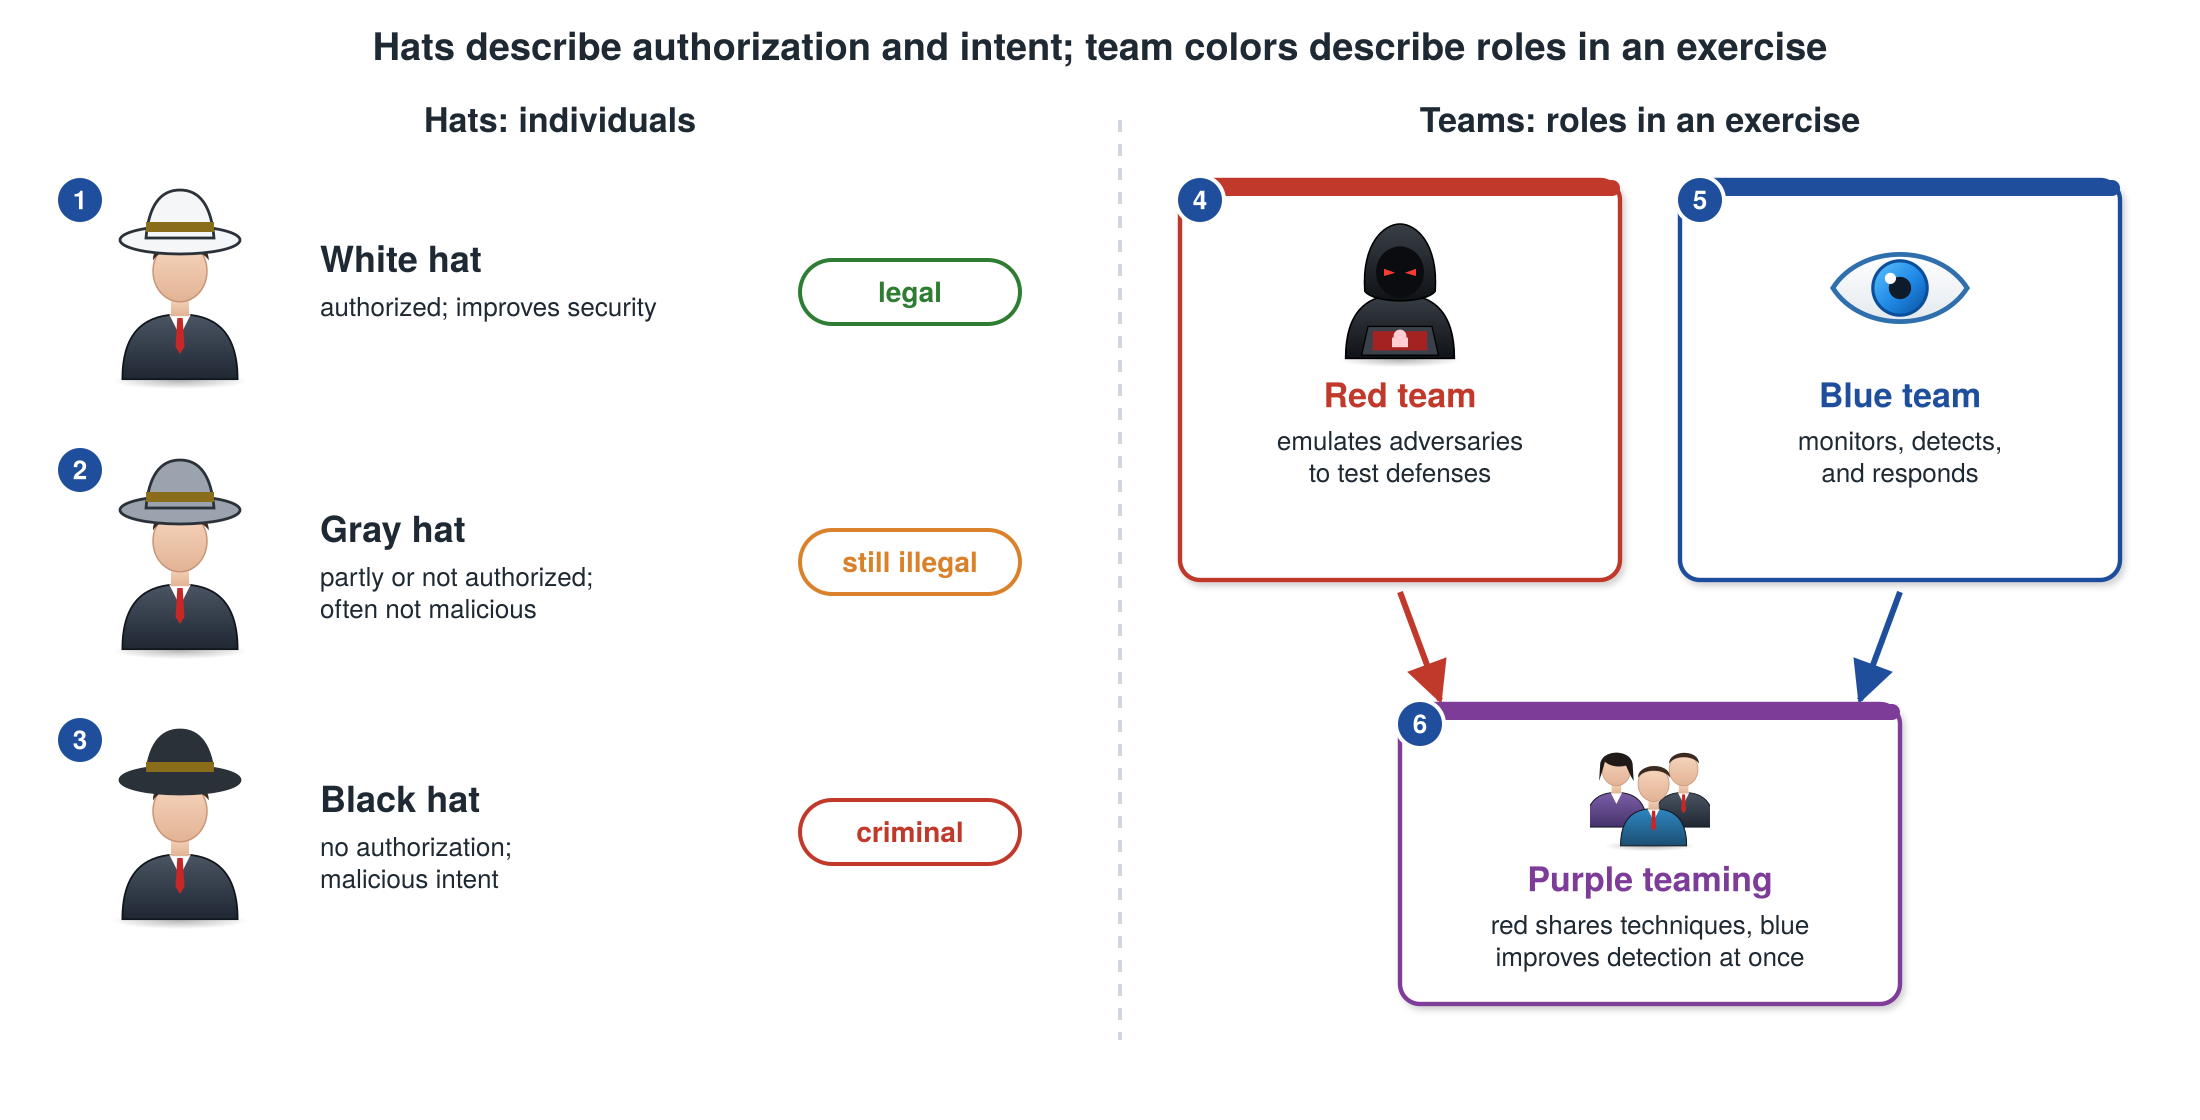 Hats describe authorization and intent; team colors describe roles in an exercise
Hats: individuals
1
White hat
authorized; improves security
legal
2
Gray hat
partly or not authorized;
often not malicious
still illegal
3
Black hat
no authorization;
malicious intent
criminal
Teams: roles in an exercise
4
Red team
emulates adversaries
to test defenses
5
Blue team
monitors, detects,
and responds
6
Purple teaming
red shares techniques, blue
improves detection at once